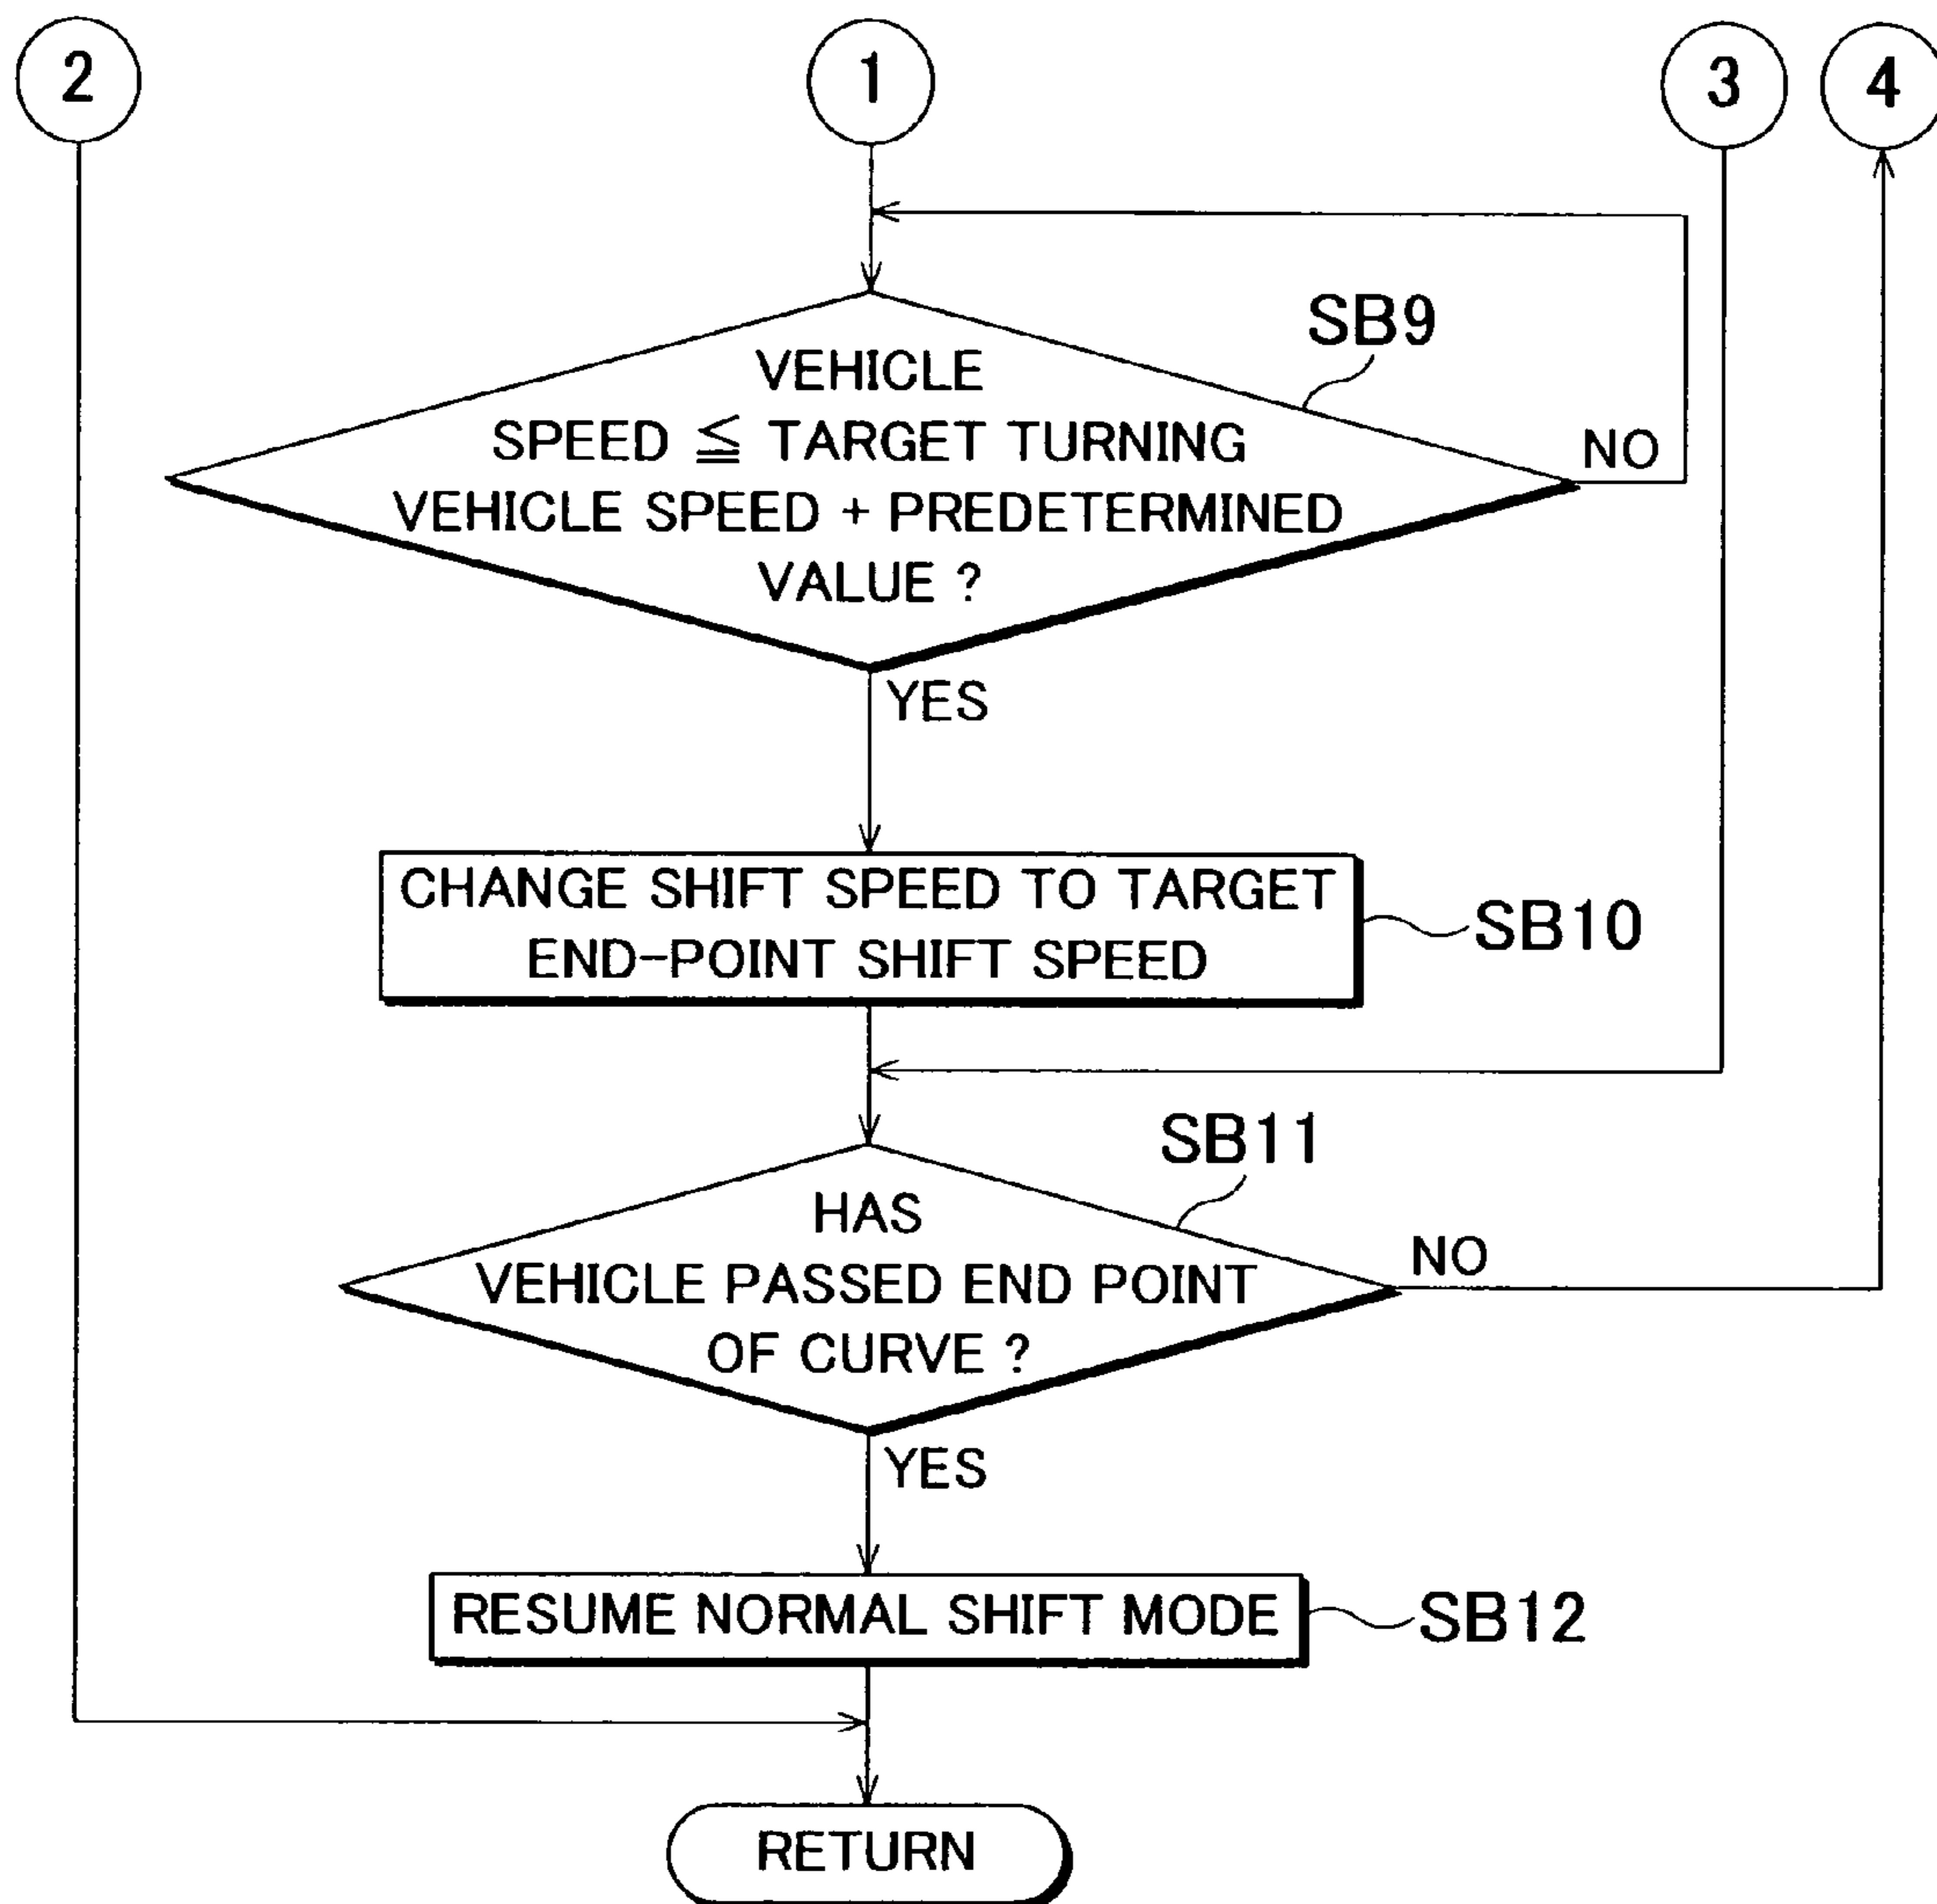 2
1
3
4
SB9
VEHICLE
SPEED ≦ TARGET TURNING
VEHICLE SPEED + PREDETERMINED
VALUE ?
NO
YES
CHANGE SHIFT SPEED TO TARGET
END-POINT SHIFT SPEED
SB10
SB11
HAS
VEHICLE PASSED END POINT
OF CURVE ?
NO
YES
RESUME NORMAL SHIFT MODE
SB12
RETURN